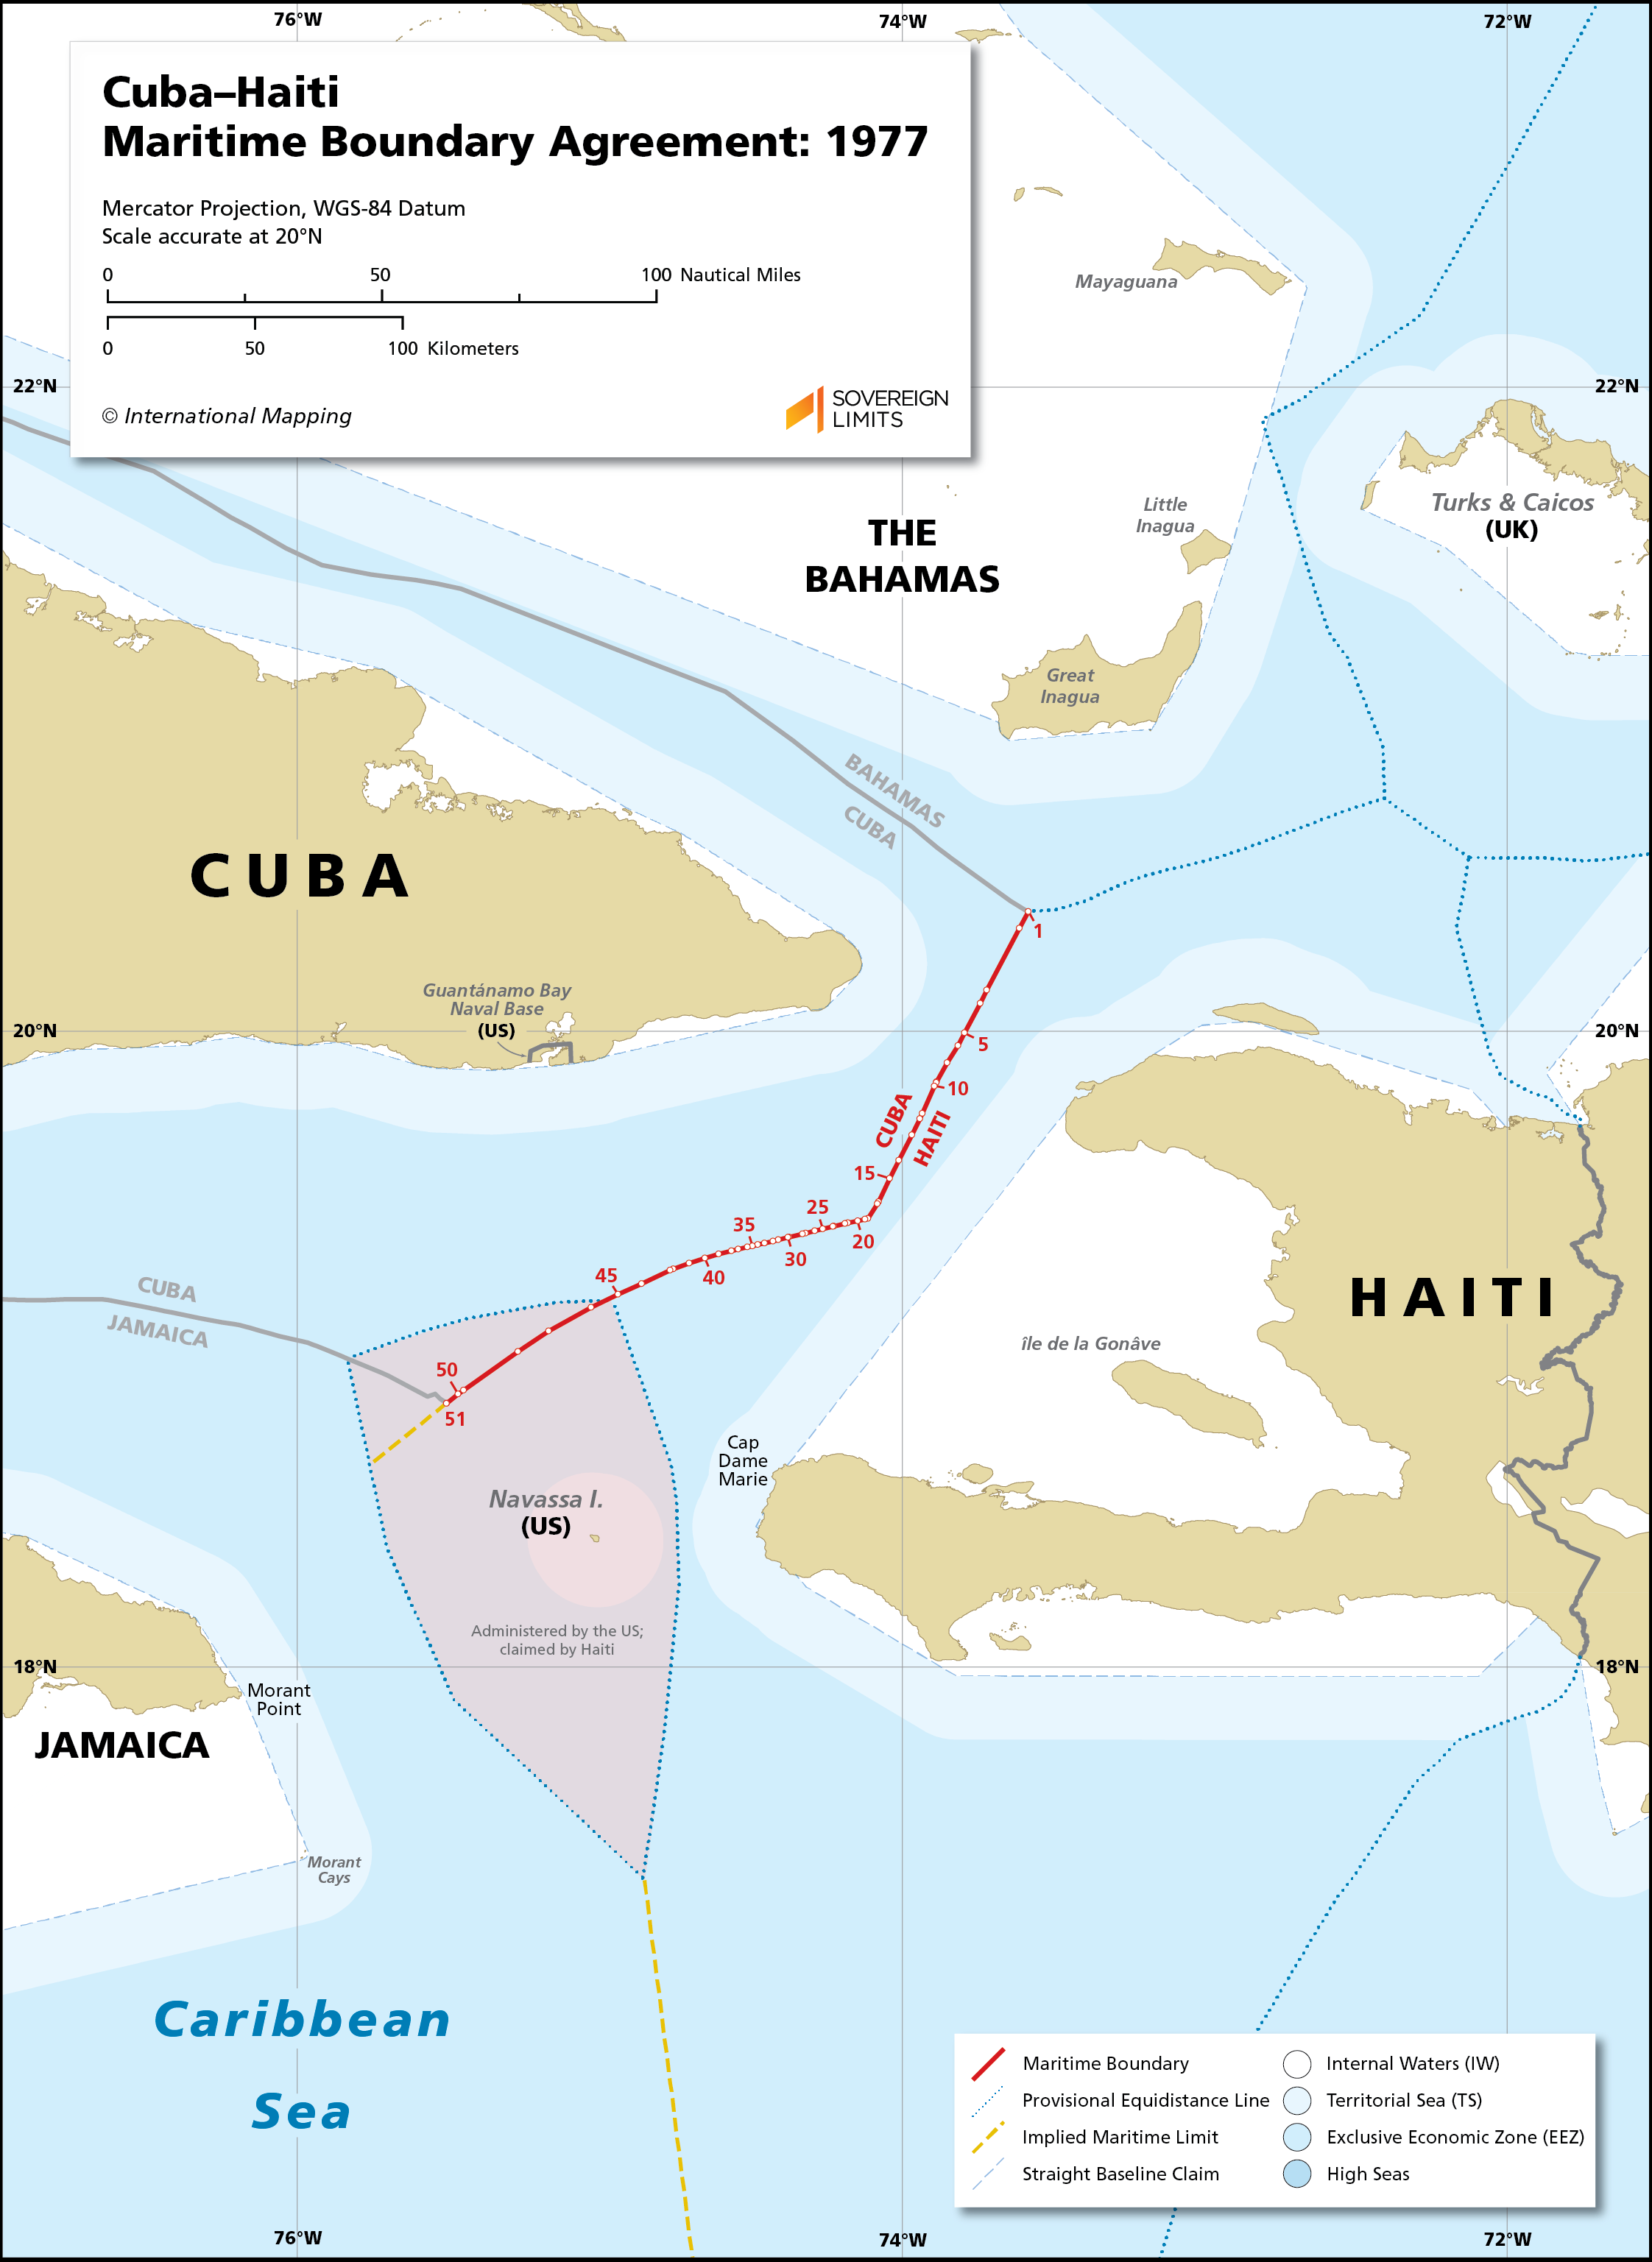 76°W
74°W
72°W
Cuba–Haiti
Maritime Boundary Agreement: 1977
Mercator Projection, WGS-84 Datum
Scale accurate at 20°N
0 50 100 Nautical Miles
0 50 100 Kilometers
© International Mapping
SOVEREIGN
LIMITS
Mayaguana
22°N
22°N
Little
Inagua
Turks & Caicos
(UK)
THE
BAHAMAS
Great
Inagua
BAHAMAS
CUBA
CUBA
1
Guantánamo Bay
Naval Base
(US)
20°N
20°N
5
10
CUBA
HAITI
15
25
20
35
30
40
45
CUBA
JAMAICA
HAITI
île de la Gonâve
50
51
Cap
Dame
Marie
Navassa I.
(US)
Administered by the US;
claimed by Haiti
18°N
18°N
Morant
Point
JAMAICA
Morant
Cays
Caribbean
Sea
Maritime Boundary
Provisional Equidistance Line
Implied Maritime Limit
Straight Baseline Claim
Internal Waters (IW)
Territorial Sea (TS)
Exclusive Economic Zone (EEZ)
High Seas
76°W
74°W
72°W